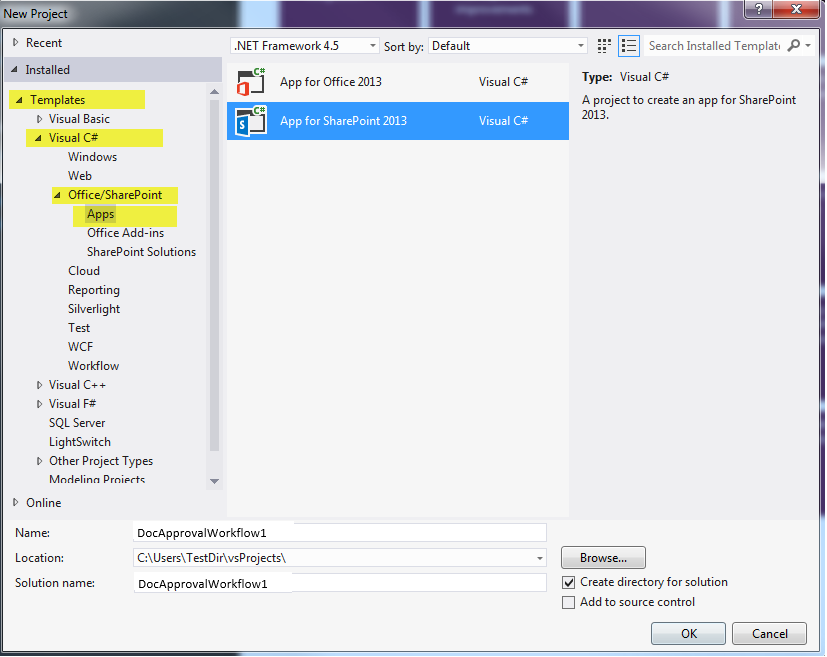 New Project
Recent
Installed
Templates
Visual Basic
Visual C#
Windows
Web
Office/SharePoint
Apps
Office Add-ins
SharePoint Solutions
Cloud
Reporting
Silverlight
Test
WCF
Workflow
Visual C++
Visual F#
SQL Server
LightSwitch
Other Project Types
Modeling Projects
Online
.NET Framework 4.5 Sort by: Default
Search Installed Templat
C# App for Office 2013 Visual C#
C# App for SharePoint 2013 Visual C#
Type: Visual C#
A project to create an app for SharePoint
2013.
Name: DocApprovalWorkflow1
Location: C:\Users\TestDir\vsProjects\ Browse...
Solution name: DocApprovalWorkflow1
Create directory for solution
Add to source control
OK Cancel